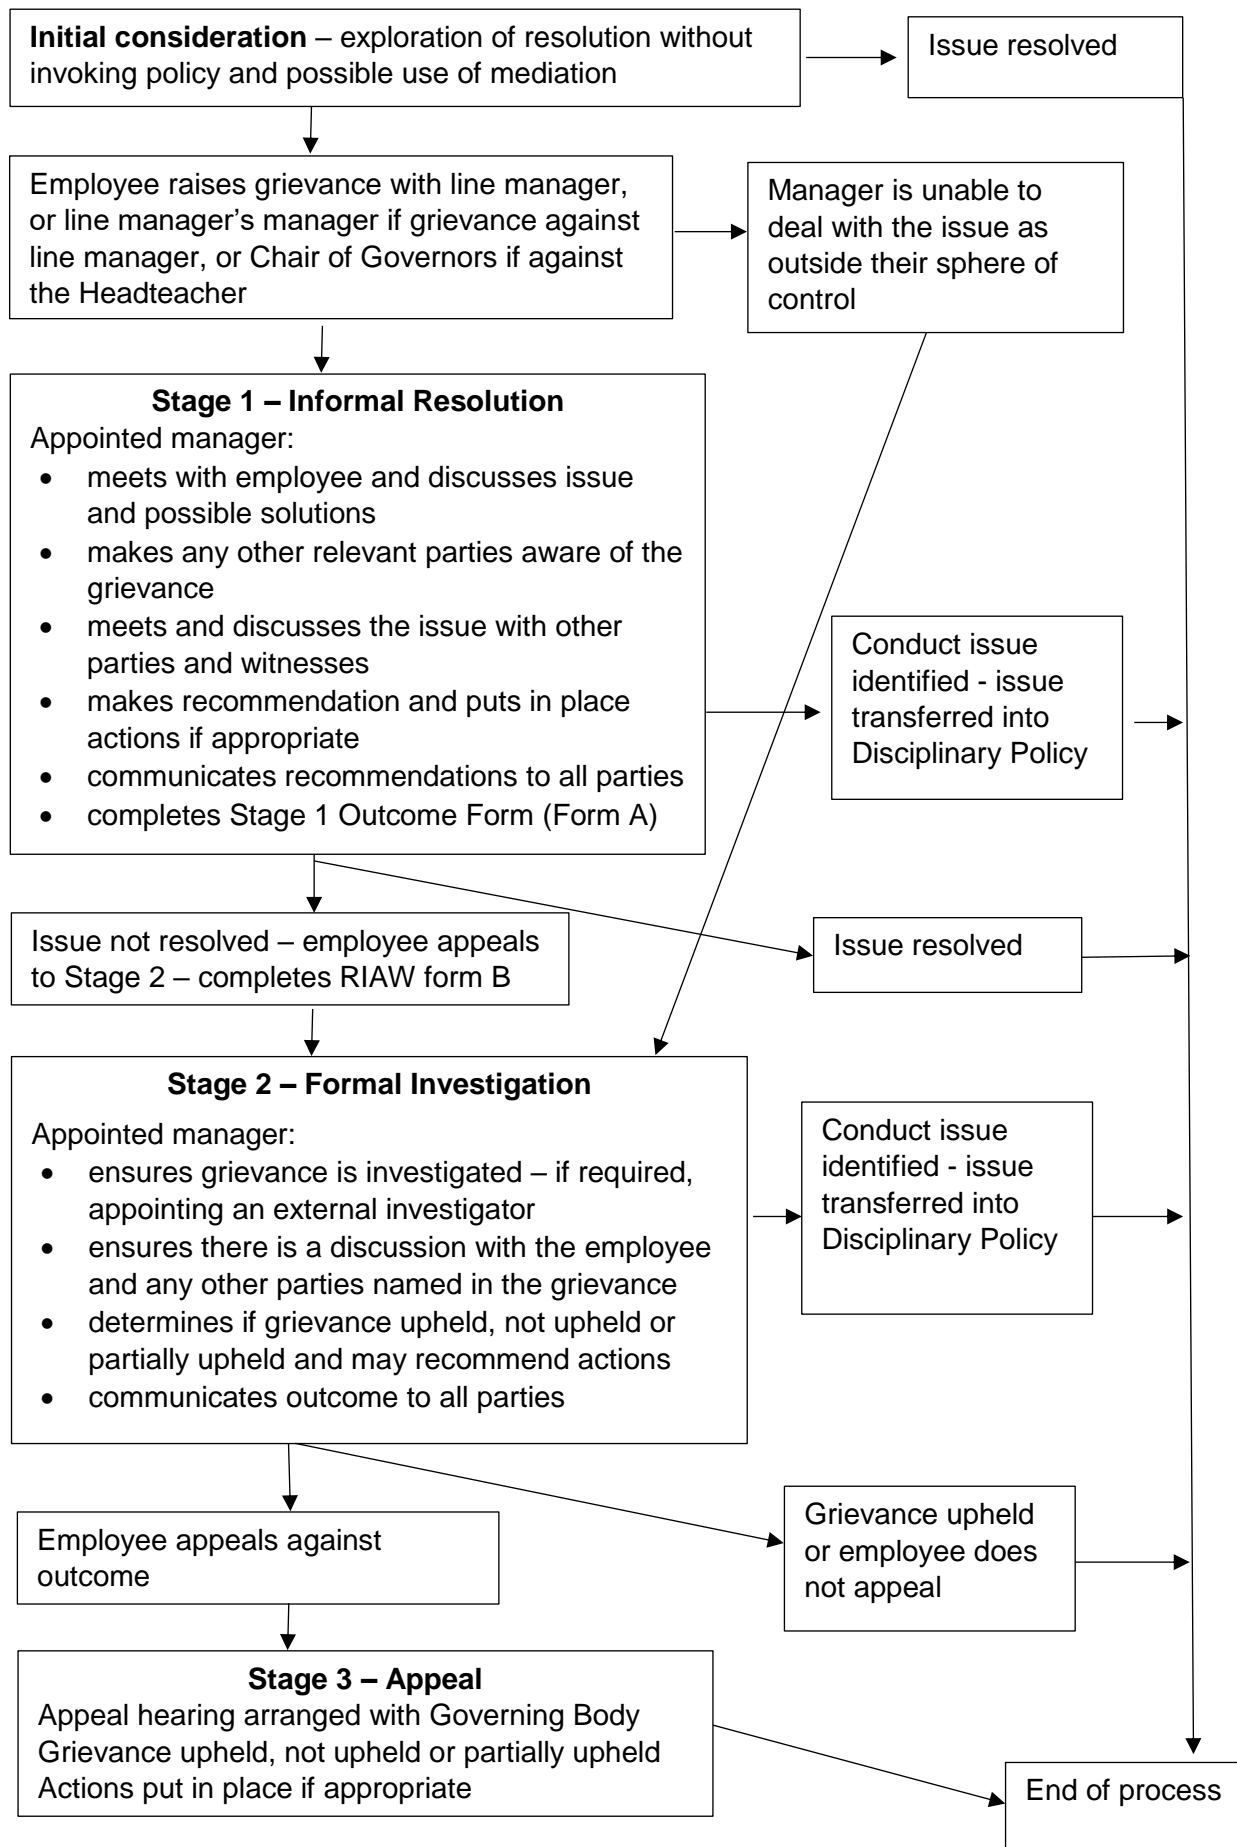 Initial consideration – exploration of resolution without
invoking policy and possible use of mediation
Issue resolved
Employee raises grievance with line manager,
or line manager’s manager if grievance against
line manager, or Chair of Governors if against
the Headteacher
Manager is unable to
deal with the issue as
outside their sphere of
control
Stage 1 – Informal Resolution
Appointed manager:
• meets with employee and discusses issue
and possible solutions
• makes any other relevant parties aware of the
grievance
• meets and discusses the issue with other
parties and witnesses
• makes recommendation and puts in place
actions if appropriate
• communicates recommendations to all parties
• completes Stage 1 Outcome Form (Form A)
Conduct issue
identified - issue
transferred into
Disciplinary Policy
Issue not resolved – employee appeals
to Stage 2 – completes RIAW form B
Issue resolved
Stage 2 – Formal Investigation
Appointed manager:
• ensures grievance is investigated – if required,
appointing an external investigator
• ensures there is a discussion with the employee
and any other parties named in the grievance
• determines if grievance upheld, not upheld or
partially upheld and may recommend actions
• communicates outcome to all parties
Conduct issue
identified - issue
transferred into
Disciplinary Policy
Employee appeals against
outcome
Grievance upheld
or employee does
not appeal
Stage 3 – Appeal
Appeal hearing arranged with Governing Body
Grievance upheld, not upheld or partially upheld
Actions put in place if appropriate
End of process